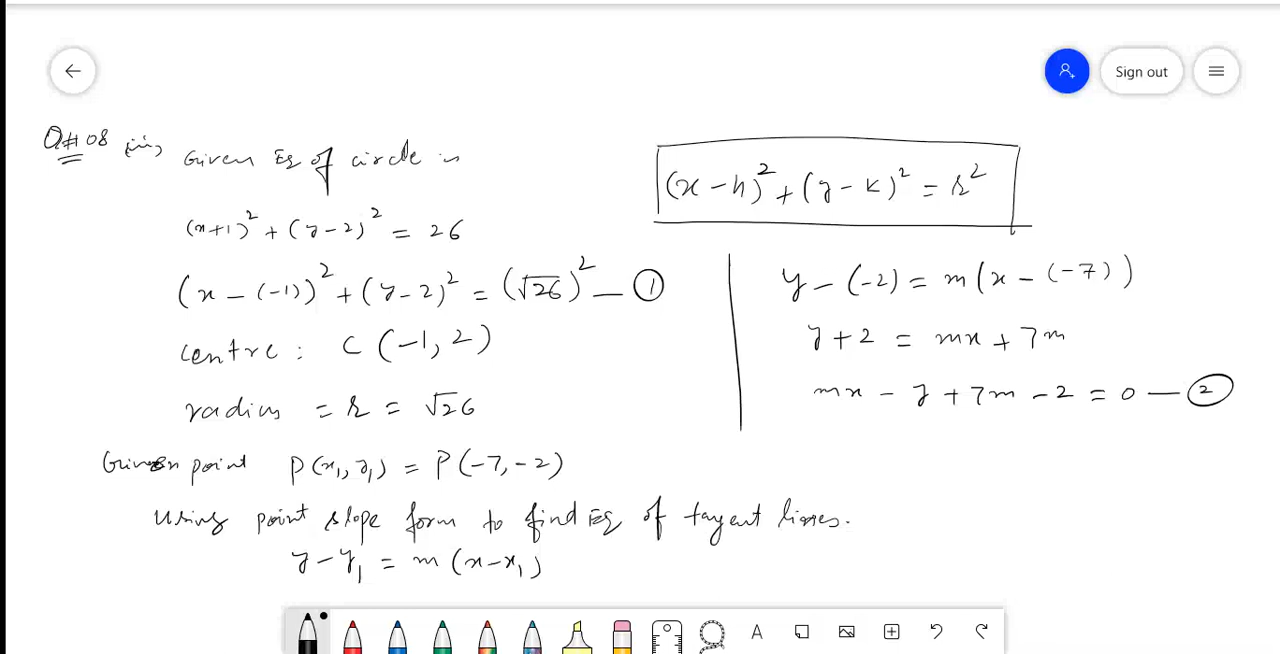 Sign out
Q#08 (iii) Given Eq of circle is
(x+1)² + (y-2)² = 26
(x-(-1))² + (y-2)² = (√26)² — ①
centre : C(-1, 2)
radius = r = √26
Given point P(x₁, y₁) = P(-7, -2)
Using point slope form to find Eq of tangent lines.
y-y₁ = m(x-x₁)
(x-h)² + (y-k)² = r²
y-(-2) = m(x-(-7))
y+2 = mx+7m
mx-y+7m-2 = 0 — ②
A